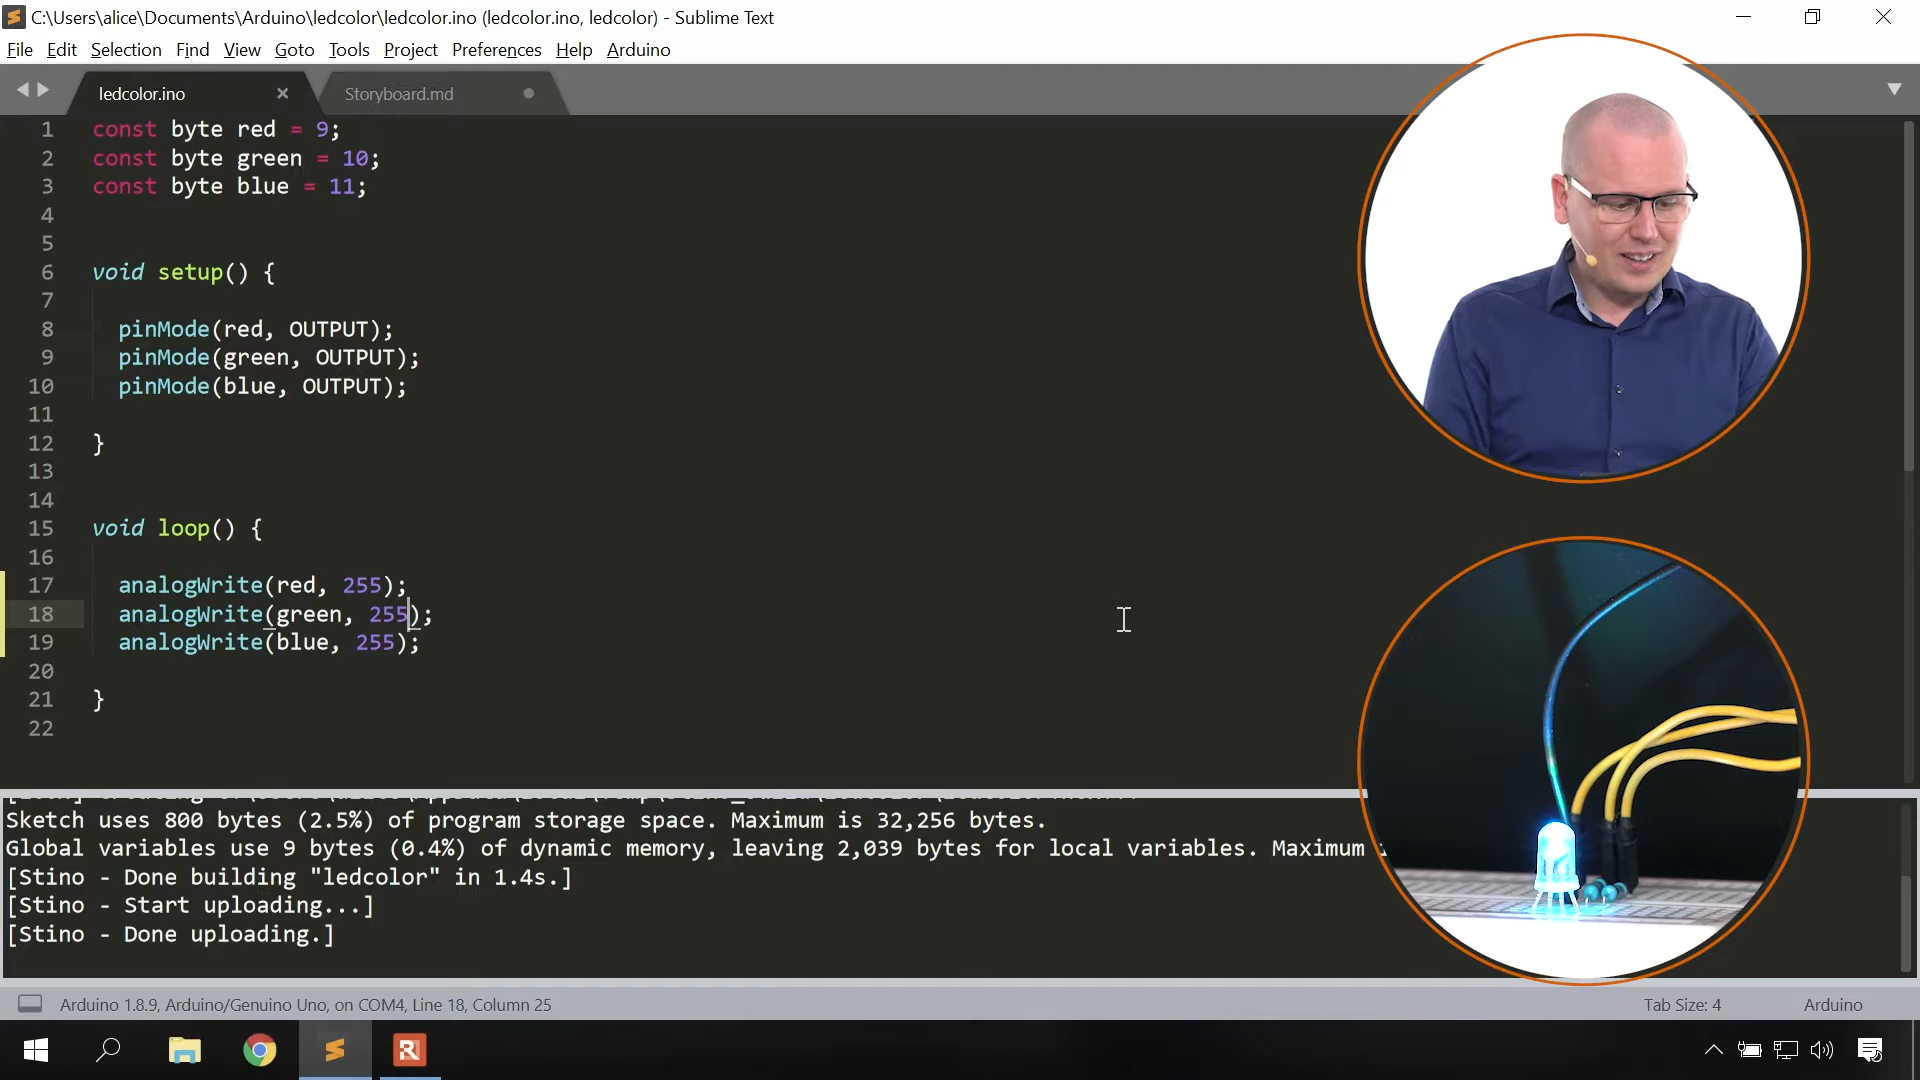 C:\Users\alice\Documents\Arduino\ledcolor\ledcolor.ino (ledcolor.ino, ledcolor) - Sublime Text
File Edit Selection Find View Goto Tools Project Preferences Help Arduino
ledcolor.ino × Storyboard.md
1 const byte red = 9;
2 const byte green = 10;
3 const byte blue = 11;
4
5
6 void setup() {
7
8 pinMode(red, OUTPUT);
9 pinMode(green, OUTPUT);
10 pinMode(blue, OUTPUT);
11
12 }
13
14
15 void loop() {
16
17 analogWrite(red, 255);
18 analogWrite(green, 255);
19 analogWrite(blue, 255);
20
21 }
22
Sketch uses 800 bytes (2.5%) of program storage space. Maximum is 32,256 bytes.
Global variables use 9 bytes (0.4%) of dynamic memory, leaving 2,039 bytes for local variables. Maximum
[Stino - Done building "ledcolor" in 1.4s.]
[Stino - Start uploading...]
[Stino - Done uploading.]
Arduino 1.8.9, Arduino/Genuino Uno, on COM4, Line 18, Column 25 Tab Size: 4 Arduino